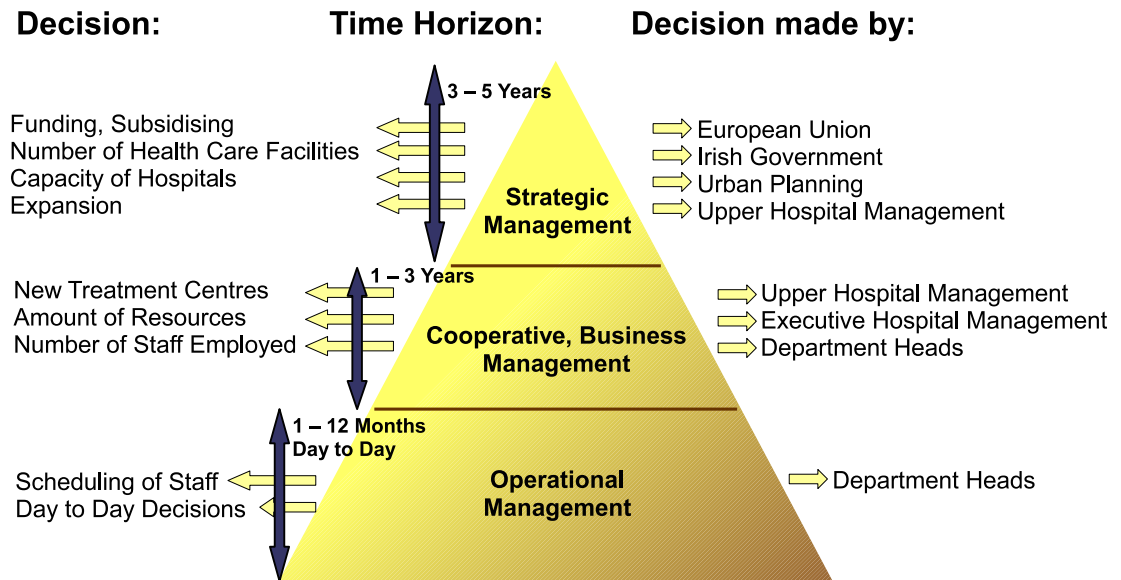 Decision:
Time Horizon:
Decision made by:
3 – 5 Years
Funding, Subsidising
Number of Health Care Facilities
Capacity of Hospitals
Expansion
Strategic
Management
European Union
Irish Government
Urban Planning
Upper Hospital Management
1 – 3 Years
New Treatment Centres
Amount of Resources
Number of Staff Employed
Cooperative, Business
Management
Upper Hospital Management
Executive Hospital Management
Department Heads
1 – 12 Months
Day to Day
Scheduling of Staff
Day to Day Decisions
Operational
Management
Department Heads